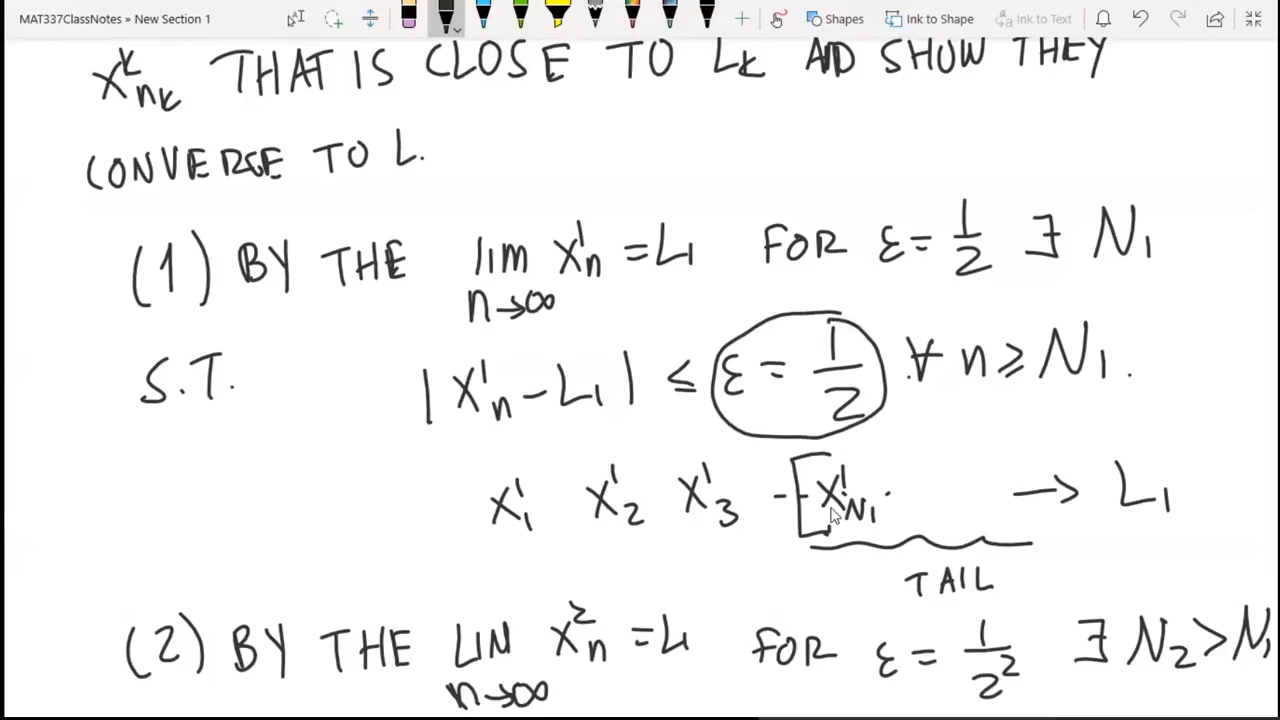 MAT337ClassNotes » New Section 1 Shapes Ink to Shape Ink to Text
x^k_{n_k} THAT IS CLOSE TO L_k AND SHOW THEY
CONVERGE TO L.
(1) BY THE lim_{n→∞} x^1_n = L_1 FOR ε = 1/2 ∃ N_1
S.T. |x^1_n - L_1| ≤ ε = 1/2 ∀ n ≥ N_1.
x^1_1 x^1_2 x^1_3 - - [x^1_{N_1} . → L_1
TAIL
(2) BY THE LIM_{n→∞} x^2_n = L_1 FOR ε = 1/2^2 ∃ N_2 > N_1